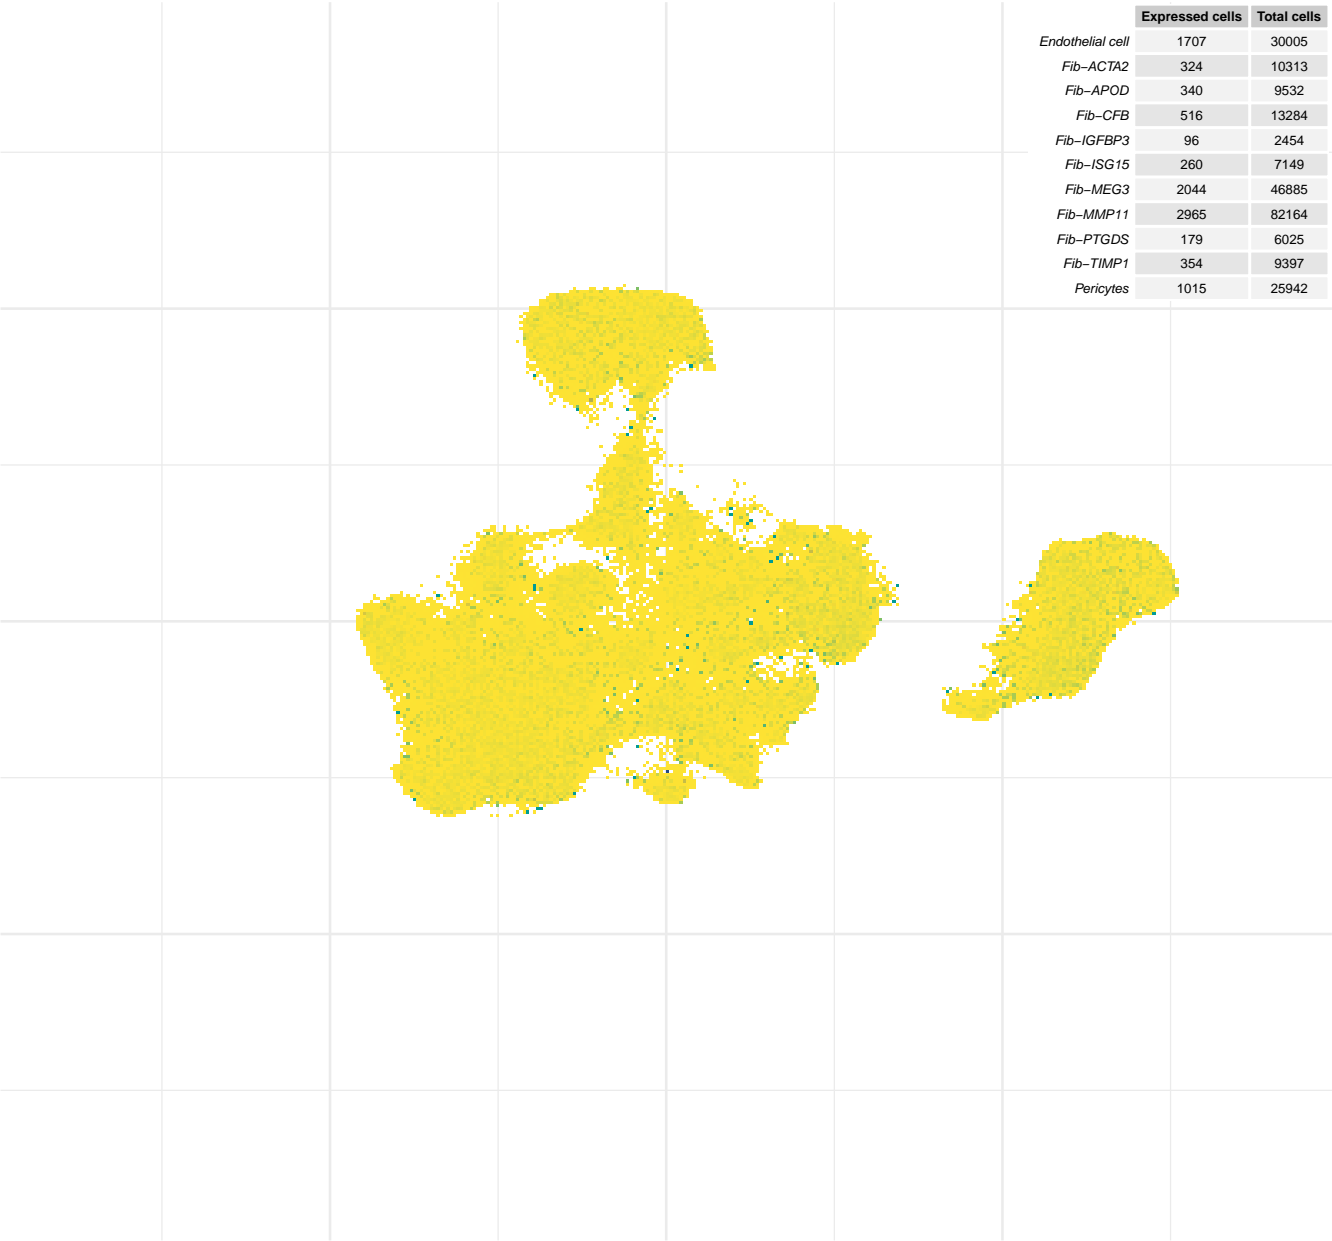 Expressed cells Total cells
Endothelial cell 1707 30005
Fib−ACTA2 324 10313
Fib−APOD 340 9532
Fib−CFB 516 13284
Fib−IGFBP3 96 2454
Fib−ISG15 260 7149
Fib−MEG3 2044 46885
Fib−MMP11 2965 82164
Fib−PTGDS 179 6025
Fib−TIMP1 354 9397
Pericytes 1015 25942